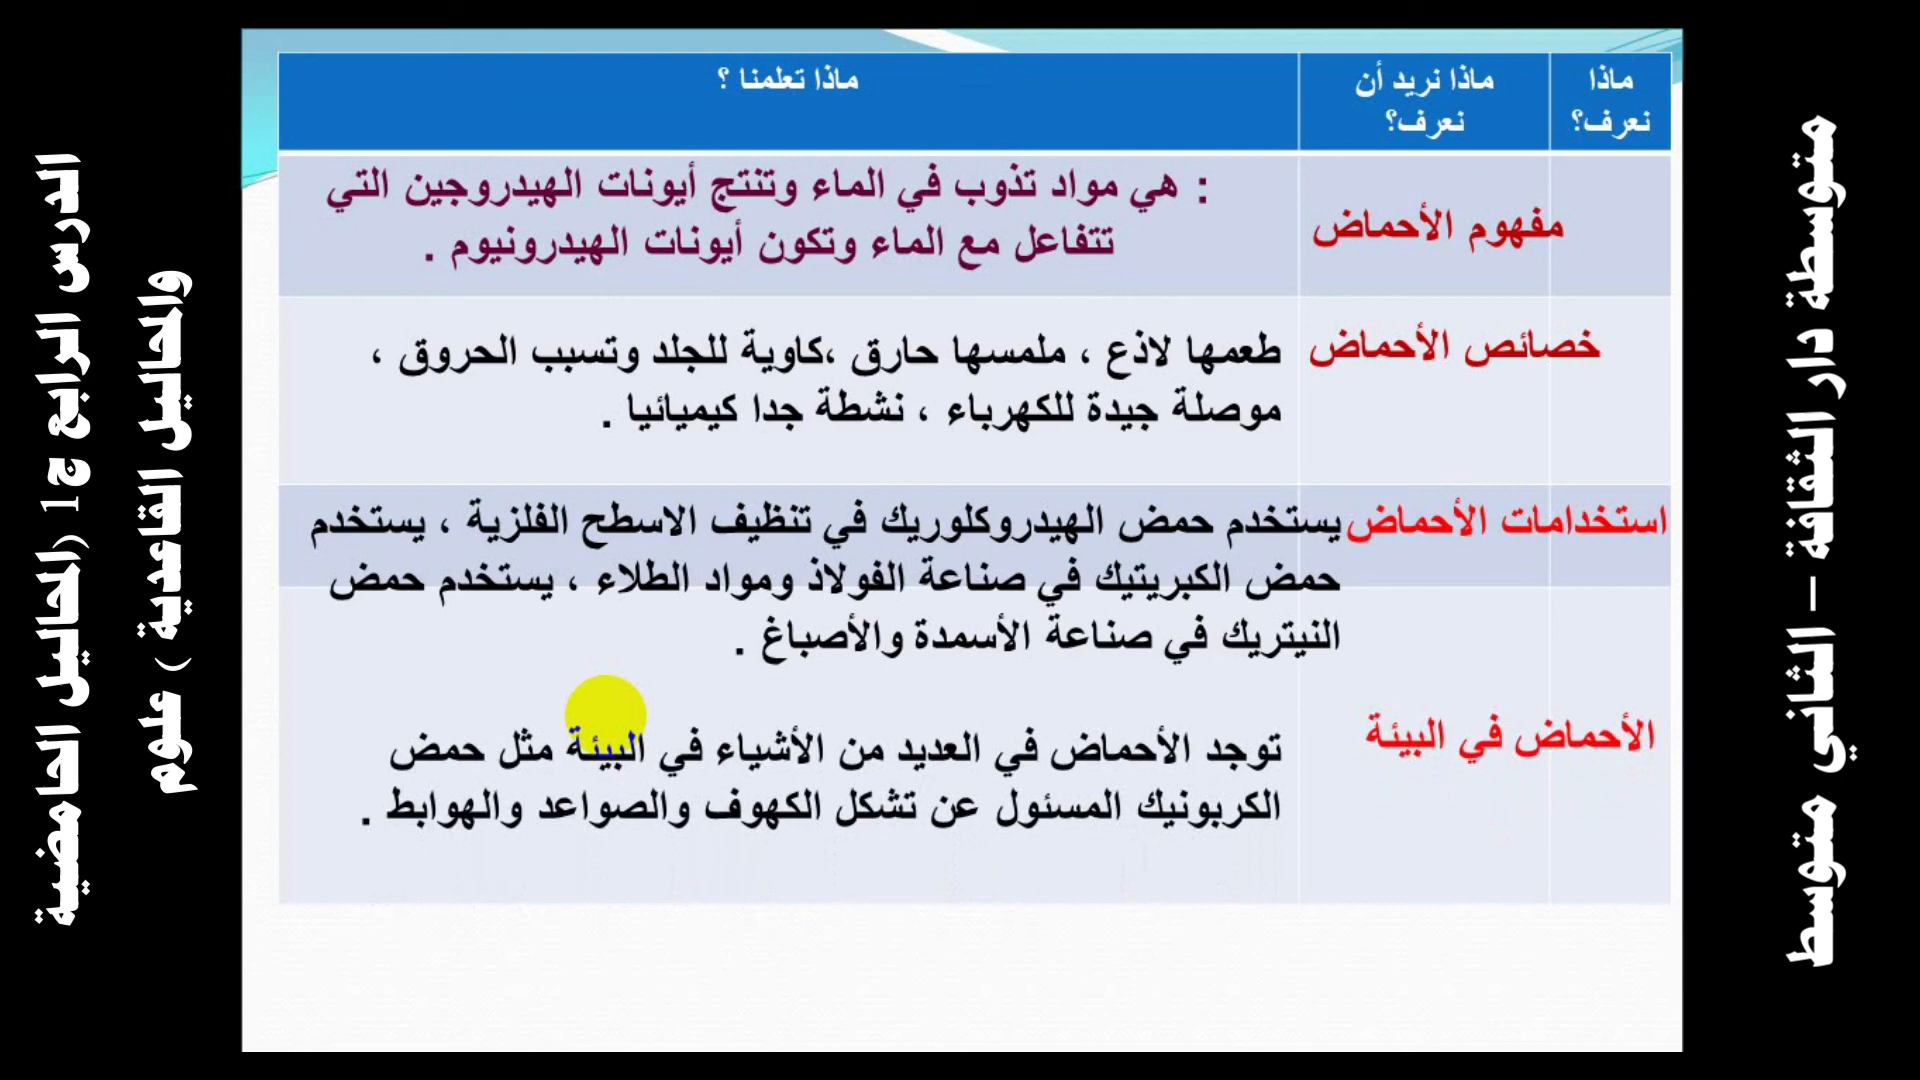 متوسطة دار الثقافة – الثاني متوسط
ماذا
نعرف؟
ماذا نريد أن
نعرف؟
ماذا تعلمنا ؟
مفهوم الأحماض
: هي مواد تذوب في الماء وتنتج أيونات الهيدروجين التي
تتفاعل مع الماء وتكون أيونات الهيدرونيوم .
خصائص الأحماض
طعمها لاذع ، ملمسها حارق ،كاوية للجلد وتسبب الحروق ،
موصلة جيدة للكهرباء ، نشطة جدا كيميائيا .
استخدامات الأحماض
يستخدم حمض الهيدروكلوريك في تنظيف الاسطح الفلزية ، يستخدم
حمض الكبريتيك في صناعة الفولاذ ومواد الطلاء ، يستخدم حمض
النيتريك في صناعة الأسمدة والأصباغ .
الأحماض في البيئة
توجد الأحماض في العديد من الأشياء في البيئة مثل حمض
الكربونيك المسئول عن تشكل الكهوف والصواعد والهوابط .
الدرس الرابع ج1 (المحاليل الحامضية
والمحاليل القاعدية ) علوم